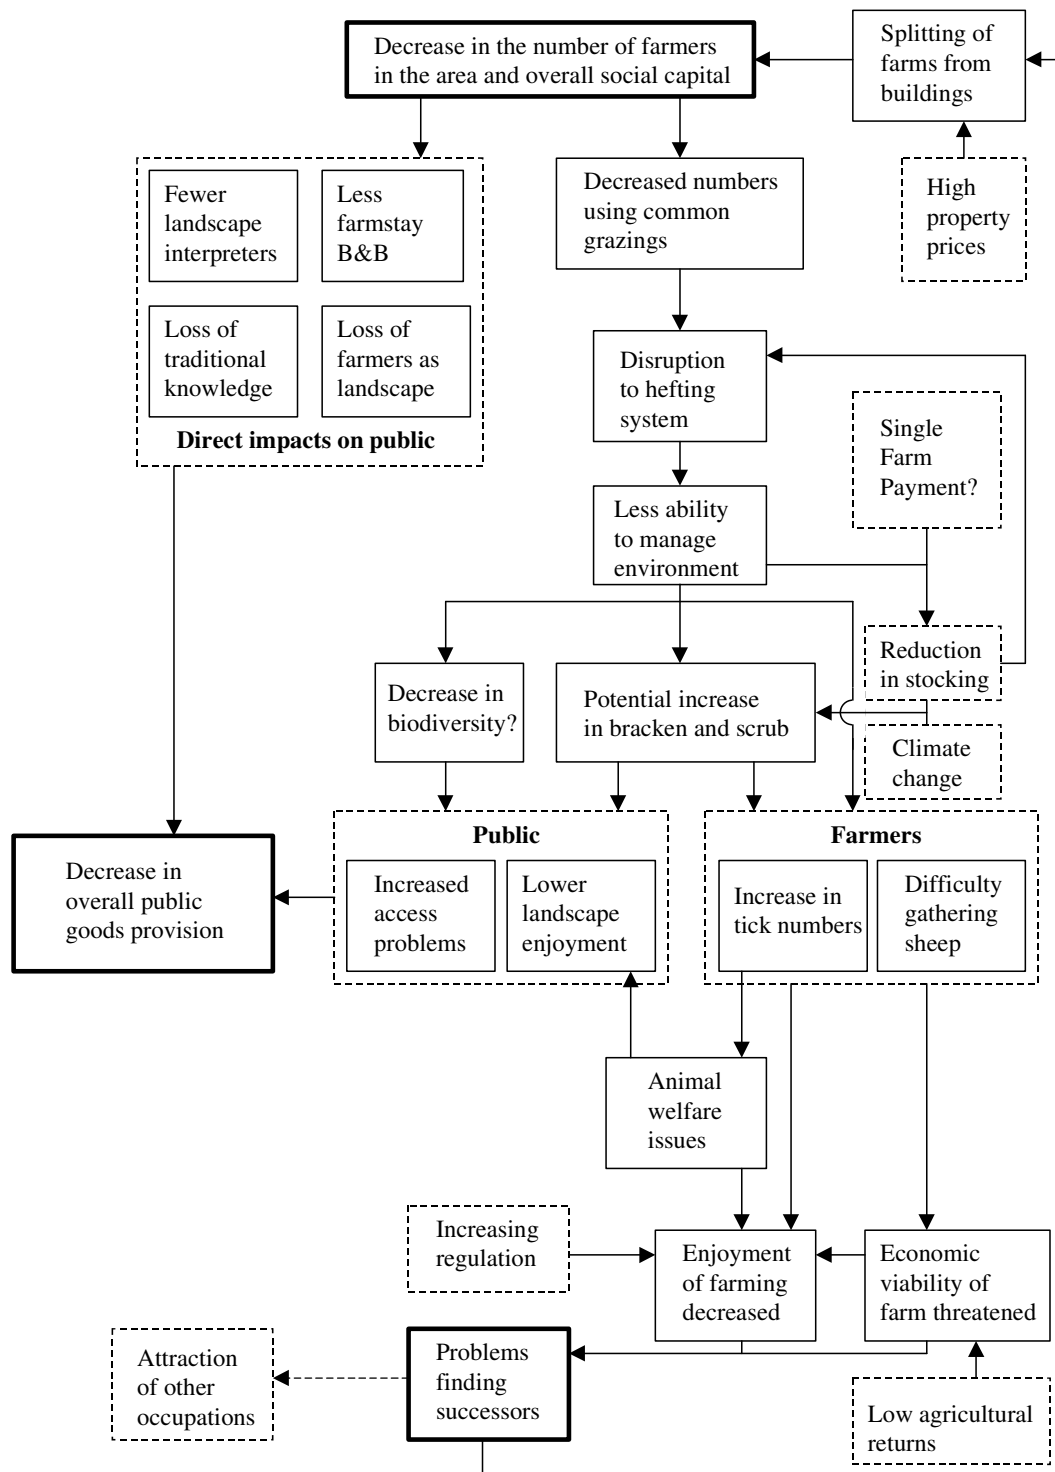 Decrease in the number of farmers
in the area and overall social capital
Splitting of
farms from
buildings
High
property
prices
Fewer
landscape
interpreters
Less
farmstay
B&B
Loss of
traditional
knowledge
Loss of
farmers as
landscape
Direct impacts on public
Decreased numbers
using common
grazings
Disruption
to hefting
system
Single
Farm
Payment?
Less ability
to manage
environment
Reduction
in stocking
Decrease in
biodiversity?
Potential increase
in bracken and scrub
Climate
change
Public
Increased
access
problems
Lower
landscape
enjoyment
Farmers
Increase in
tick numbers
Difficulty
gathering
sheep
Decrease in
overall public
goods provision
Animal
welfare
issues
Increasing
regulation
Enjoyment
of farming
decreased
Economic
viability of
farm threatened
Attraction
of other
occupations
Problems
finding
successors
Low agricultural
returns